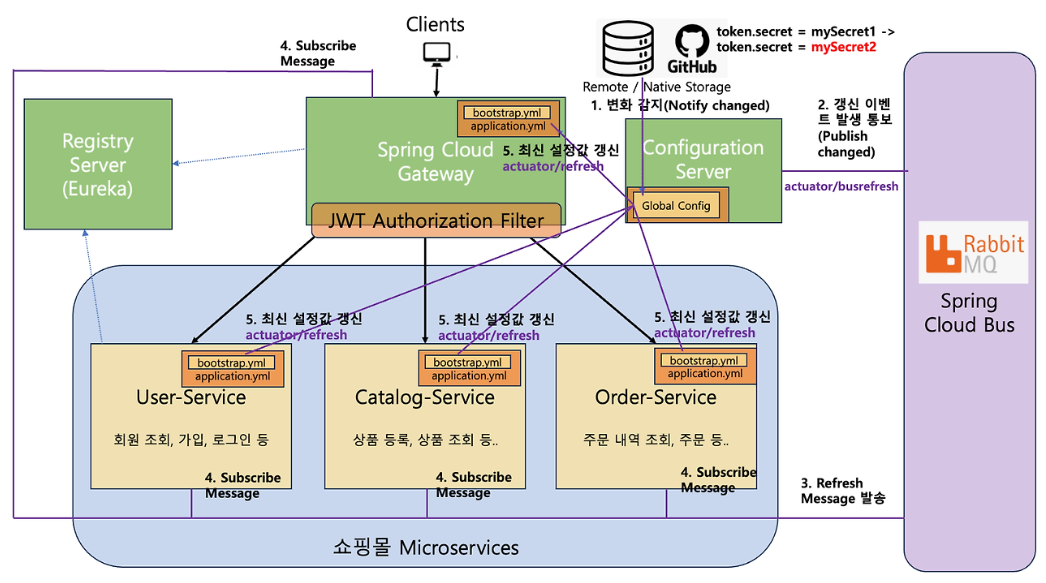 Clients
4. Subscribe
Message
GitHub
token.secret = mySecret1 ->
token.secret = mySecret2
Remote / Native Storage
1. 변화 감지(Notify changed)
2. 갱신 이벤
트 발생 통보
(Publish
changed)
Registry
Server
(Eureka)
bootstrap.yml
application.yml
Spring Cloud
Gateway
5. 최신 설정값 갱신
actuator/refresh
Configuration
Server
Global Config
actuator/busrefresh
JWT Authorization Filter
Rabbit
MQ
Spring
Cloud Bus
5. 최신 설정값 갱신
actuator/refresh
5. 최신 설정값 갱신
actuator/refresh
5. 최신 설정값 갱신
actuator/refresh
bootstrap.yml
application.yml
User-Service
회원 조회, 가입, 로그인 등
4. Subscribe
Message
bootstrap.yml
application.yml
Catalog-Service
상품 등록, 상품 조회 등..
4. Subscribe
Message
bootstrap.yml
application.yml
Order-Service
주문 내역 조회, 주문 등..
4. Subscribe
Message
3. Refresh
Message 발송
쇼핑몰 Microservices